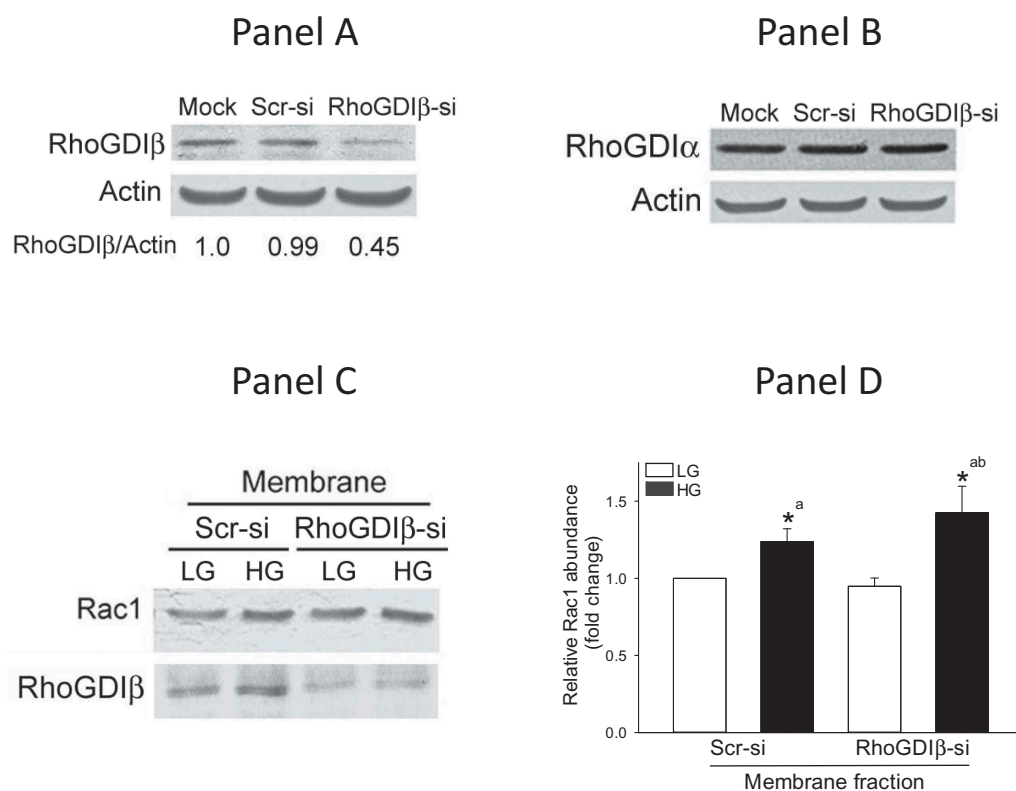 Panel A
Mock Scr-si RhoGDIβ-si
RhoGDIβ
Actin
RhoGDIβ/Actin 1.0 0.99 0.45
Panel B
Mock Scr-si RhoGDIβ-si
RhoGDIα
Actin
Panel C
Membrane
Scr-si RhoGDIβ-si
LG HG LG HG
Rac1
RhoGDIβ
Panel D
Relative Rac1 abundance
(fold change)
1.5
1.0
0.5
0.0
LG
HG
*a
*ab
Scr-si RhoGDIβ-si
Membrane fraction